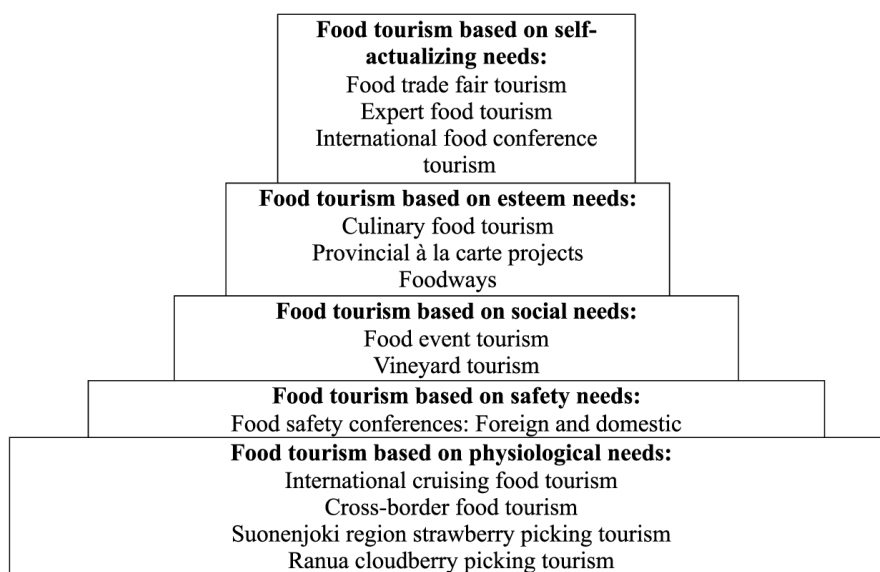 Food tourism based on self-
actualizing needs:
Food trade fair tourism
Expert food tourism
International food conference
tourism
Food tourism based on esteem needs:
Culinary food tourism
Provincial à la carte projects
Foodways
Food tourism based on social needs:
Food event tourism
Vineyard tourism
Food tourism based on safety needs:
Food safety conferences: Foreign and domestic
Food tourism based on physiological needs:
International cruising food tourism
Cross-border food tourism
Suonenjoki region strawberry picking tourism
Ranua cloudberry picking tourism